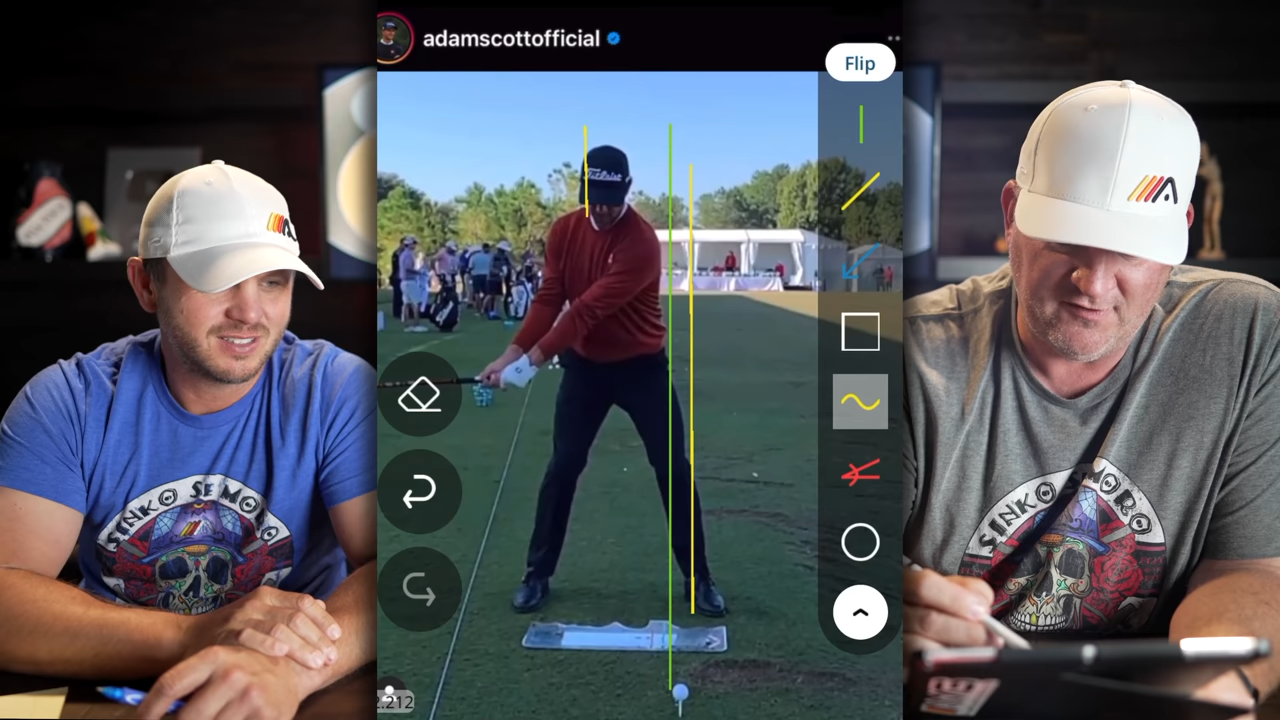 adamscottofficial
Flip
Titleist
SINKO SEMORO
SINKO SEMORO
.212